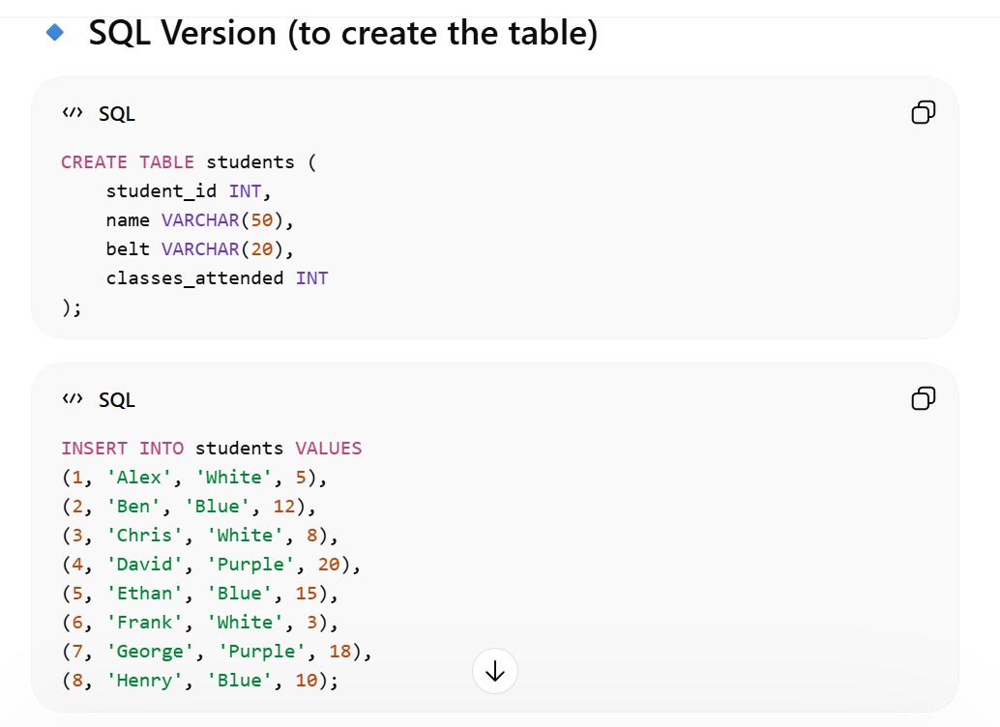 SQL Version (to create the table)
SQL
CREATE TABLE students (
    student_id INT,
    name VARCHAR(50),
    belt VARCHAR(20),
    classes_attended INT
);
SQL
INSERT INTO students VALUES
(1, 'Alex', 'White', 5),
(2, 'Ben', 'Blue', 12),
(3, 'Chris', 'White', 8),
(4, 'David', 'Purple', 20),
(5, 'Ethan', 'Blue', 15),
(6, 'Frank', 'White', 3),
(7, 'George', 'Purple', 18),
(8, 'Henry', 'Blue', 10);